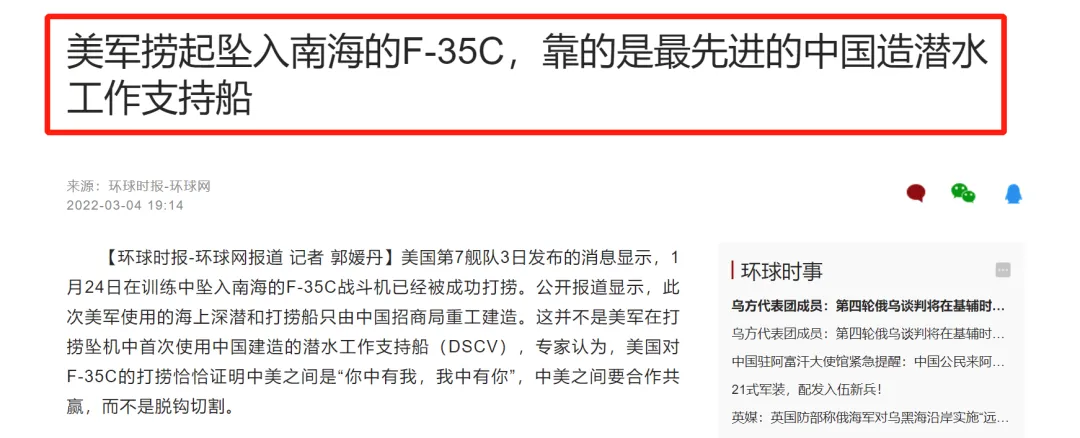 美军捞起坠入南海的F-35C，靠的是最先进的中国造潜水
工作支持船
来源：环球时报-环球网
2022-03-04 19:14
【环球时报-环球网报道 记者 郭媛丹】美国第7舰队3日发布的消息显示，1
月24日在训练中坠入南海的F-35C战斗机已经被成功打捞。公开报道显示，此
次美军使用的海上深潜和打捞船只由中国招商局重工建造。这并不是美军在打
捞坠机中首次使用中国建造的潜水工作支持船（DSCV），专家认为，美国对
F-35C的打捞恰恰证明中美之间是“你中有我，我中有你”，中美之间要合作共
赢，而不是脱钩切割。
环球时事
乌方代表团成员：第四轮俄乌谈判将在基辅时...
乌方代表团成员：第四轮俄乌谈判将在基辅时...
中国驻阿富汗大使馆紧急提醒：中国公民来阿...
21式军装，配发入伍新兵！
英媒：英国防部称俄海军对乌黑海沿岸实施“远...